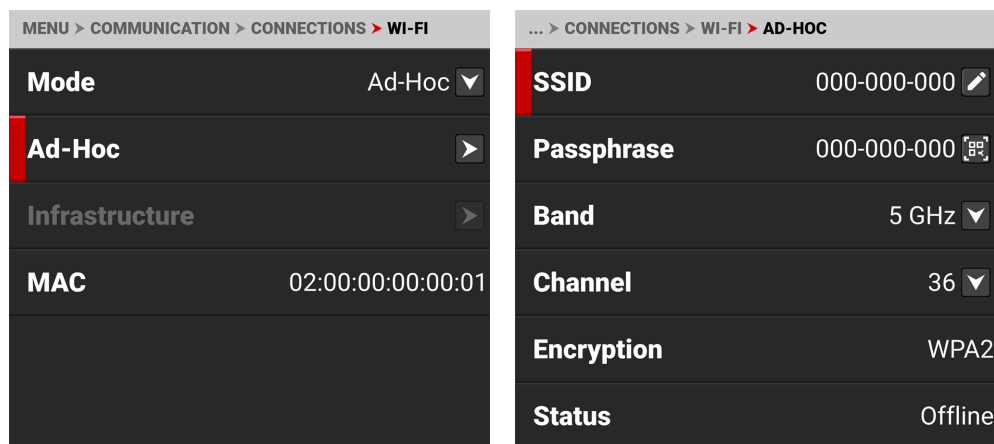 MENU > COMMUNICATION > CONNECTIONS > WI-FI
Mode Ad-Hoc
Ad-Hoc
Infrastructure
MAC 02:00:00:00:00:01
... > CONNECTIONS > WI-FI > AD-HOC
SSID 000-000-000
Passphrase 000-000-000
Band 5 GHz
Channel 36
Encryption WPA2
Status Offline